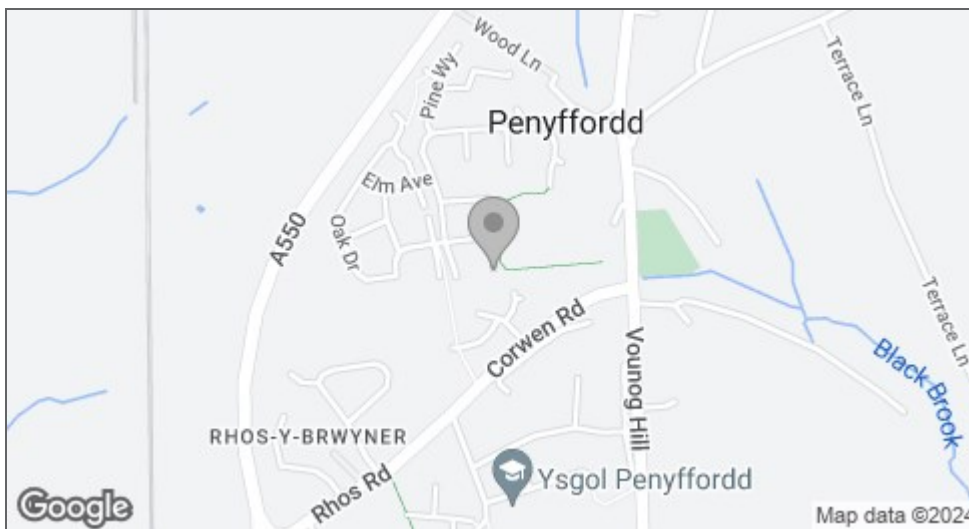 Wood Ln
Pine Wy
Penyffordd
Terrace Ln
Elm Ave
Oak Dr
A550
Terrace Ln
Corwen Rd
Vounog Hill
Black Brook
RHOS-Y-BRWYNER
Rhos Rd
Ysgol Penyffordd
Google
Map data ©2024